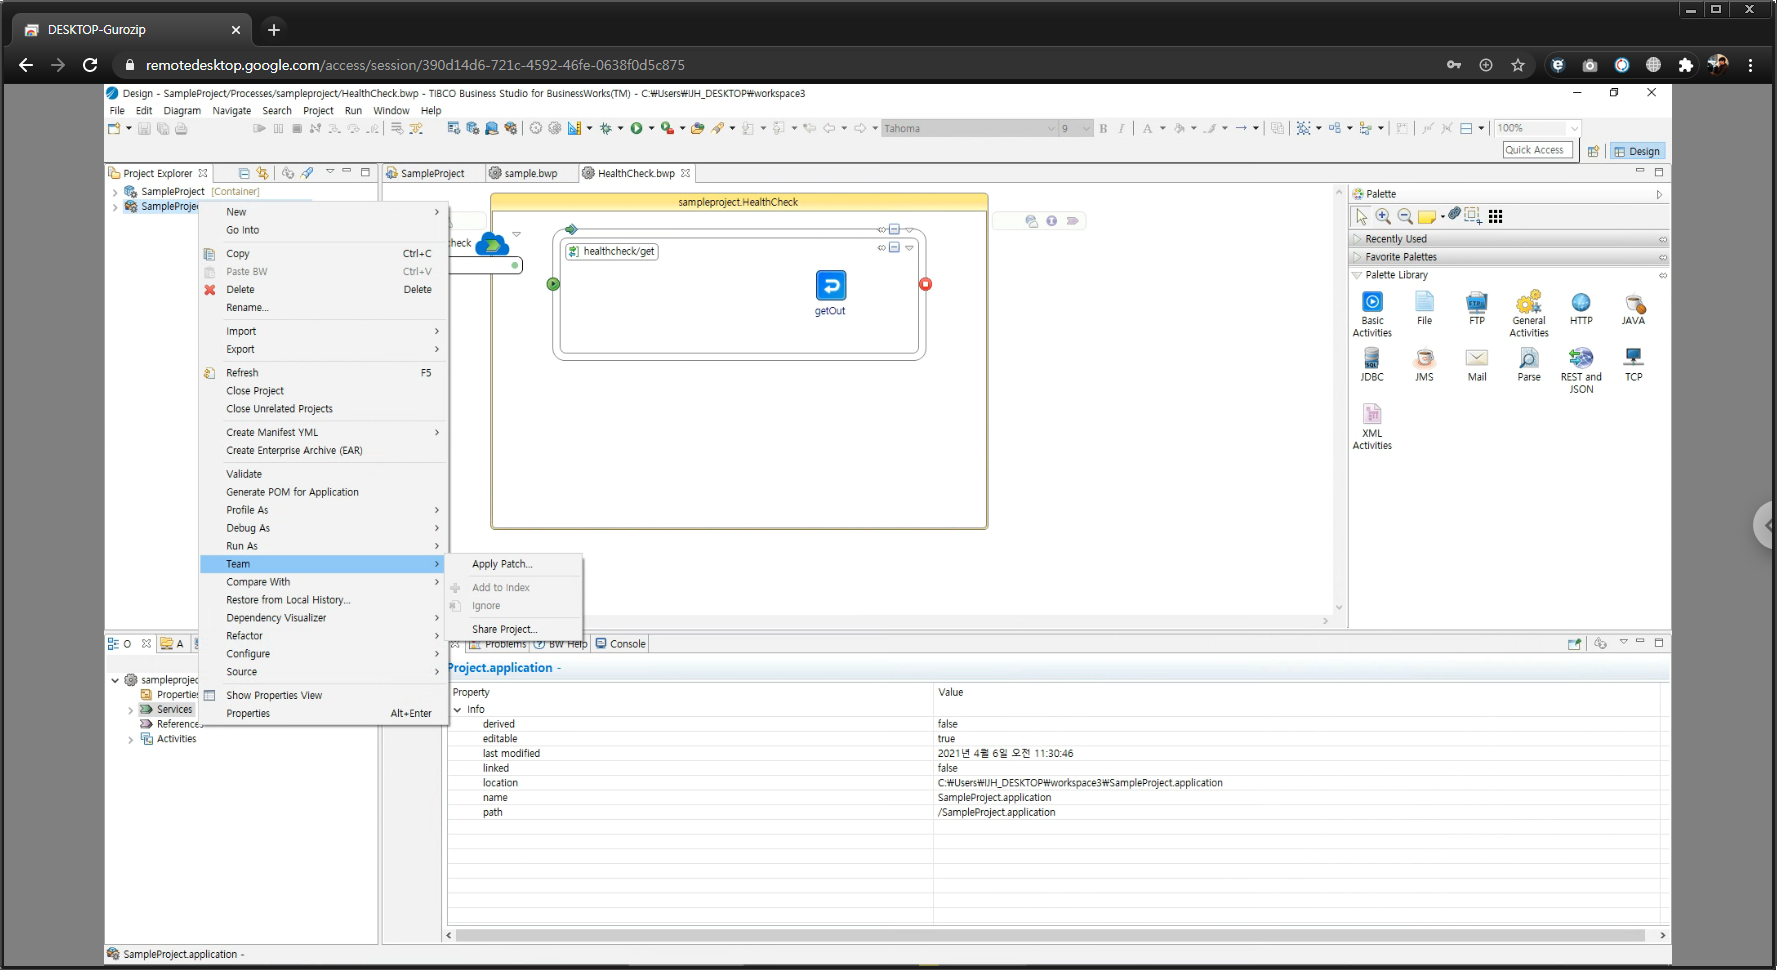 DESKTOP-Gurozip
remotedesktop.google.com/access/session/390d14d6-721c-4592-46fe-0638f0d5c875
Design - SampleProject/Processes/sampleproject/HealthCheck.bwp - TIBCO Business Studio for BusinessWorks(TM) - C:₩Users₩IJH_DESKTOP₩workspace3
File Edit Diagram Navigate Search Project Run Window Help
Tahoma 9 B I A 100%
Quick Access Design
Project Explorer
SampleProject [Container]
SampleProjec
SampleProject sample.bwp HealthCheck.bwp
New
Go Into
Copy Ctrl+C
Paste BW Ctrl+V
Delete Delete
Rename...
Import
Export
Refresh F5
Close Project
Close Unrelated Projects
Create Manifest YML
Create Enterprise Archive (EAR)
Validate
Generate POM for Application
Profile As
Debug As
Run As
Team
Compare With
Restore from Local History...
Dependency Visualizer
Refactor
Configure
Source
Show Properties View
Properties Alt+Enter
Apply Patch...
Add to Index
Ignore
Share Project...
sampleproject.HealthCheck
heck
healthcheck/get
getOut
Palette
Recently Used
Favorite Palettes
Palette Library
Basic Activities
File
FTP
General Activities
HTTP
JAVA
JDBC
JMS
Mail
Parse
REST and JSON
TCP
XML Activities
O A
sampleprojec
Properties
Services
References
Activities
Problems BW Help Console
Project.application -
Property Value
Info
derived false
editable true
last modified 2021년 4월 6일 오전 11:30:46
linked false
location C:₩Users₩IJH_DESKTOP₩workspace3₩SampleProject.application
name SampleProject.application
path /SampleProject.application
SampleProject.application -